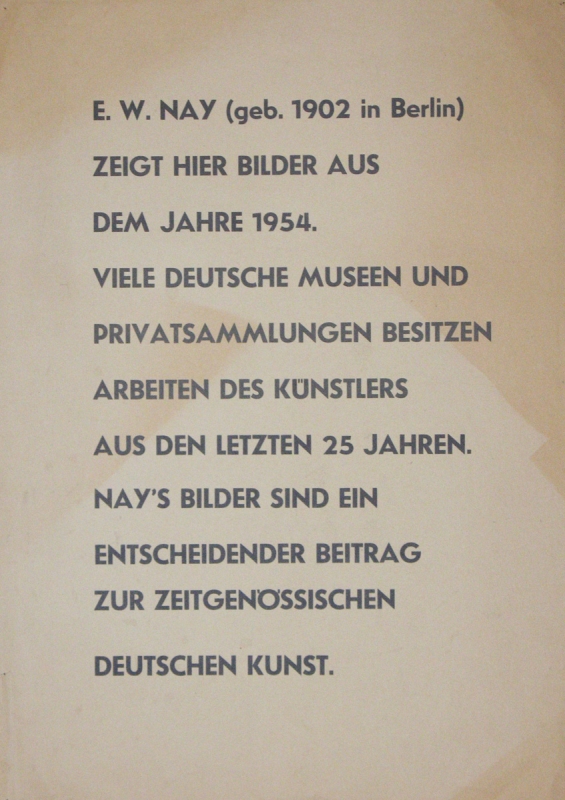 E. W. NAY (geb. 1902 in Berlin)
ZEIGT HIER BILDER AUS
DEM JAHRE 1954.
VIELE DEUTSCHE MUSEEN UND
PRIVATSAMMLUNGEN BESITZEN
ARBEITEN DES KÜNSTLERS
AUS DEN LETZTEN 25 JAHREN.
NAY'S BILDER SIND EIN
ENTSCHEIDENDER BEITRAG
ZUR ZEITGENÖSSISCHEN
DEUTSCHEN KUNST.